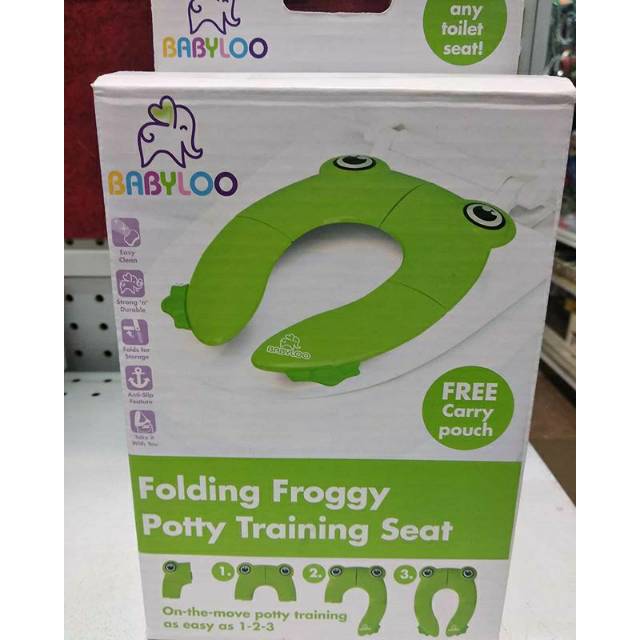 BABYLOO
any
toilet
seat!
BABYLOO
Easy
Clean
Strong 'n'
Durable
Folds for
Storage
Anti-Slip
Feature
Take it
With You
BABYLOO
FREE
Carry
pouch
Folding Froggy
Potty Training Seat
1.
2.
3.
On-the-move potty training
as easy as 1-2-3